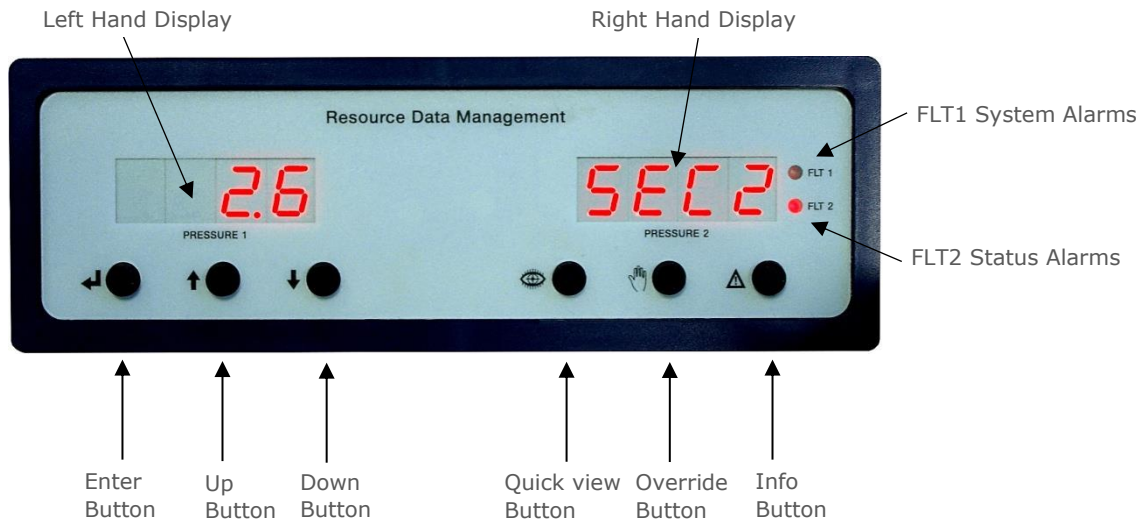 Left Hand Display
Right Hand Display
Resource Data Management
FLT1 System Alarms
2.6
SEC2
FLT 1
FLT 2
PRESSURE 1
PRESSURE 2
FLT2 Status Alarms
Enter
Button
Up
Button
Down
Button
Quick view
Button
Override
Button
Info
Button